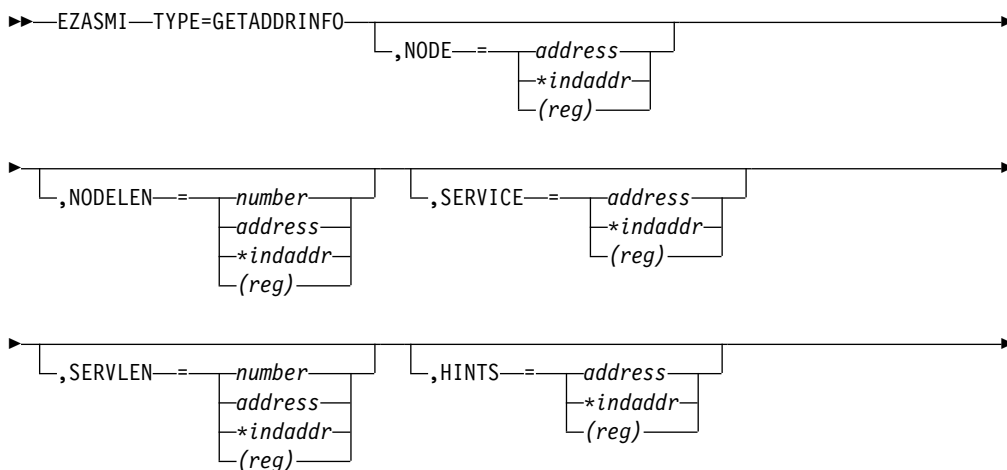 EZASMI TYPE=GETADDRINFO
,NODE = address
*indaddr
(reg)
,NODELEN = number
address
*indaddr
(reg)
,SERVICE = address
*indaddr
(reg)
,SERVLEN = number
address
*indaddr
(reg)
,HINTS = address
*indaddr
(reg)